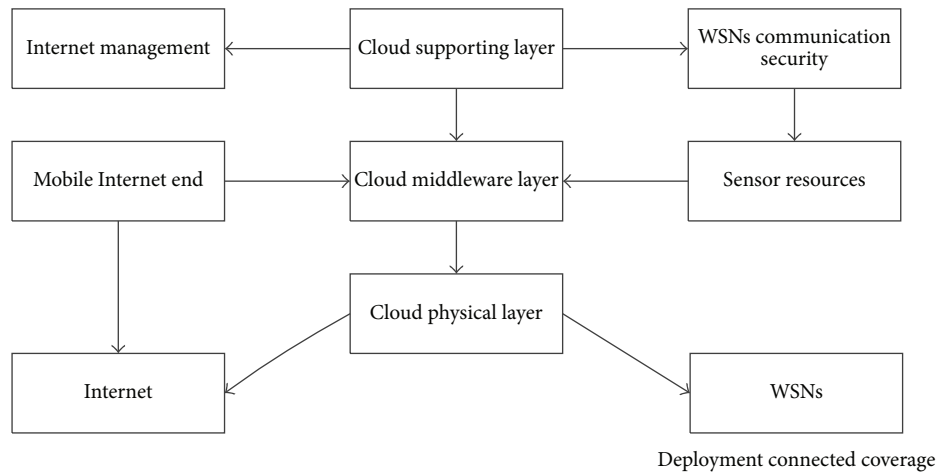 Internet management
Cloud supporting layer
WSNs communication
security
Mobile Internet end
Cloud middleware layer
Sensor resources
Cloud physical layer
Internet
WSNs
Deployment connected coverage